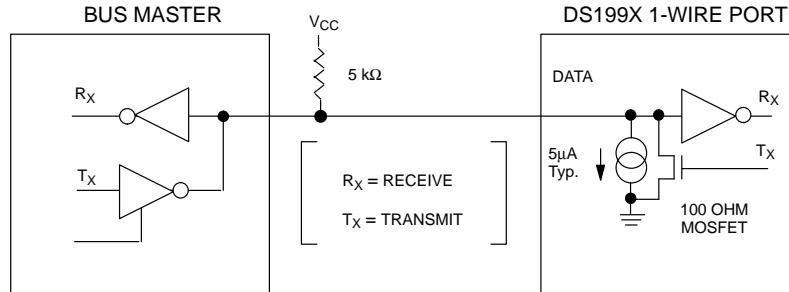 BUS MASTER
DS199X 1-WIRE PORT
VCC
5 kΩ
RX
TX
DATA
RX
TX
5µA
Typ.
100 OHM
MOSFET
RX = RECEIVE
TX = TRANSMIT